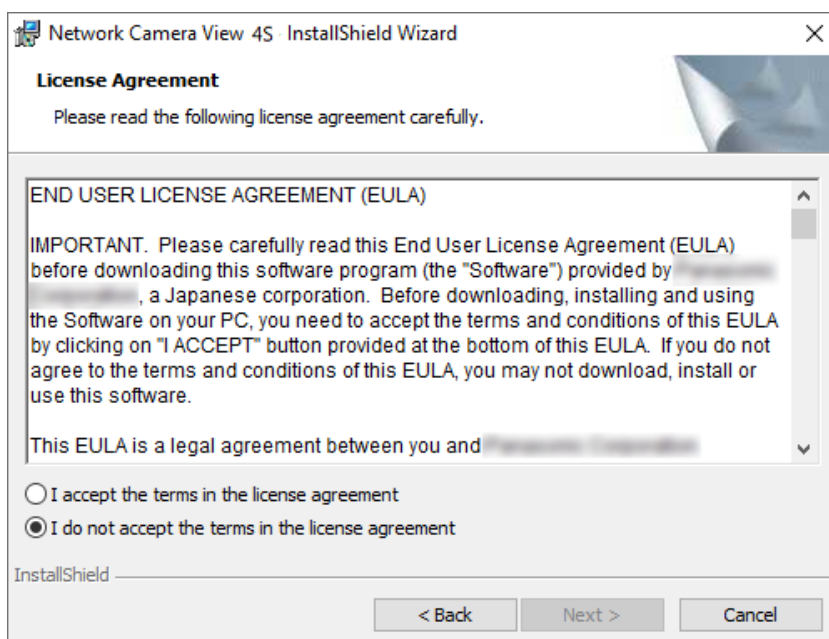 Network Camera View 4S InstallShield Wizard
License Agreement
Please read the following license agreement carefully.
END USER LICENSE AGREEMENT (EULA)
IMPORTANT.  Please carefully read this End User License Agreement (EULA)
before downloading this software program (the "Software") provided by
, a Japanese corporation.  Before downloading, installing and using
the Software on your PC, you need to accept the terms and conditions of this EULA
by clicking on "I ACCEPT" button provided at the bottom of this EULA.  If you do not
agree to the terms and conditions of this EULA, you may not download, install or
use this software.
This EULA is a legal agreement between you and
I accept the terms in the license agreement
I do not accept the terms in the license agreement
InstallShield
< Back
Next >
Cancel